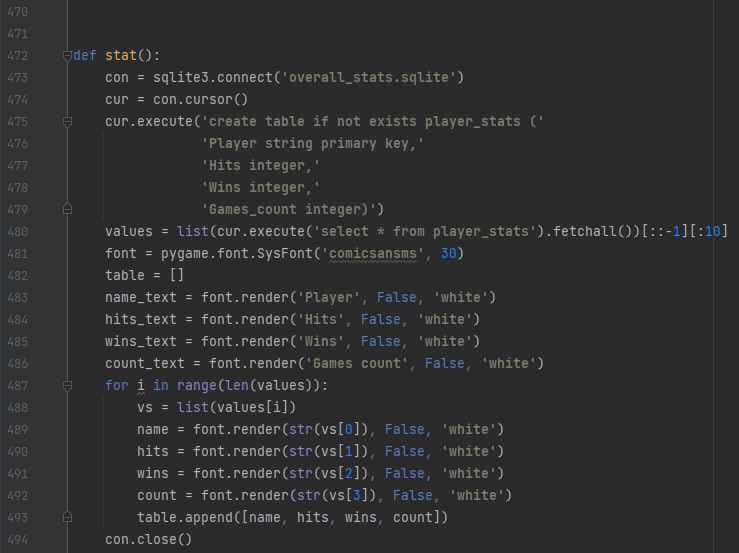 470
471
472 def stat():
473     con = sqlite3.connect('overall_stats.sqlite')
474     cur = con.cursor()
475     cur.execute('create table if not exists player_stats ('
476                 'Player string primary key,'
477                 'Hits integer,'
478                 'Wins integer,'
479                 'Games_count integer)')
480     values = list(cur.execute('select * from player_stats').fetchall())[::-1][:10]
481     font = pygame.font.SysFont('comicsansms', 30)
482     table = []
483     name_text = font.render('Player', False, 'white')
484     hits_text = font.render('Hits', False, 'white')
485     wins_text = font.render('Wins', False, 'white')
486     count_text = font.render('Games count', False, 'white')
487     for i in range(len(values)):
488         vs = list(values[i])
489         name = font.render(str(vs[0]), False, 'white')
490         hits = font.render(str(vs[1]), False, 'white')
491         wins = font.render(str(vs[2]), False, 'white')
492         count = font.render(str(vs[3]), False, 'white')
493         table.append([name, hits, wins, count])
494     con.close()